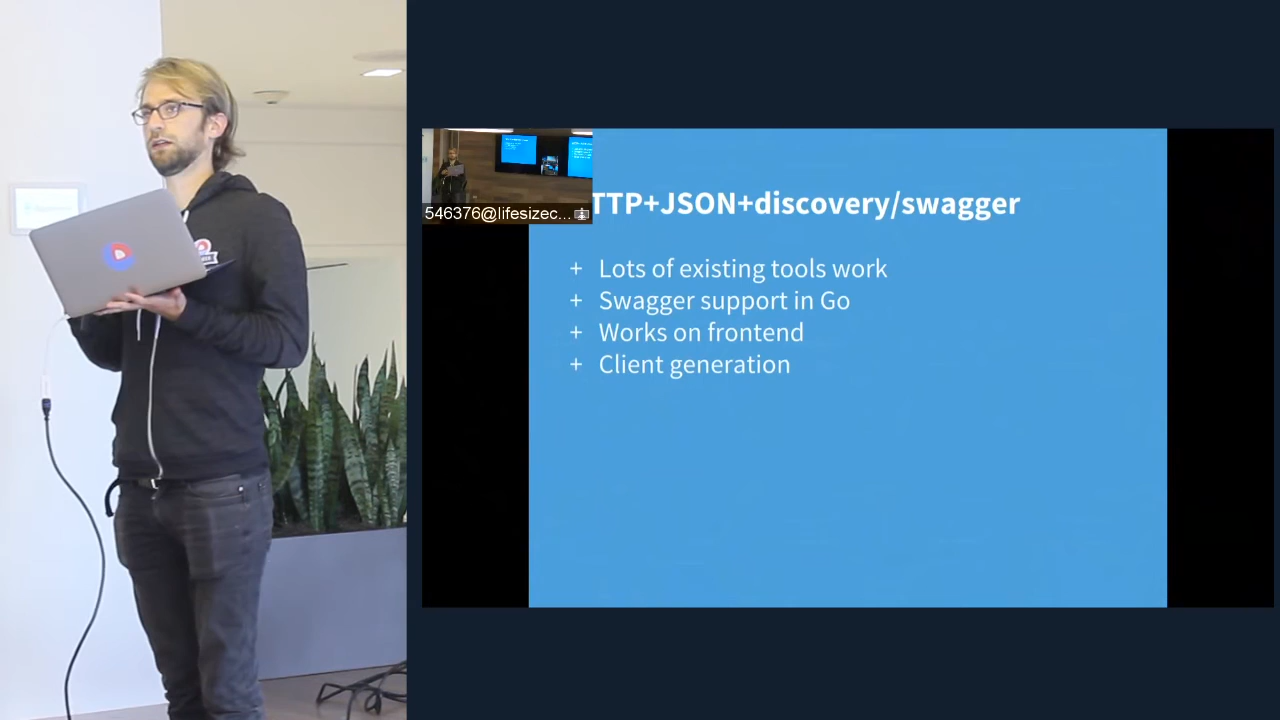 TTP+JSON+discovery/swagger
546376@lifesizec...
+ Lots of existing tools work
+ Swagger support in Go
+ Works on frontend
+ Client generation